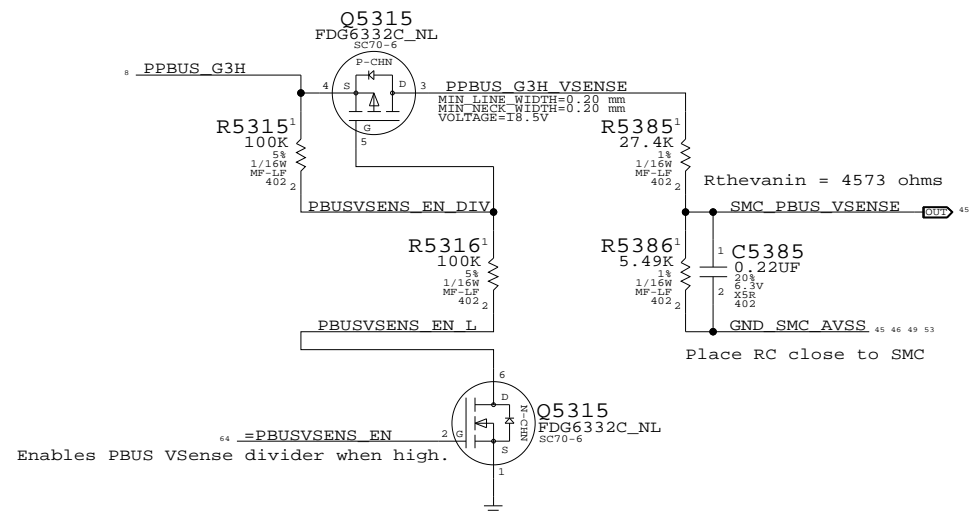 Q5315
FDG6332C_NL
SC70-6
P-CHN
8 PPBUS_G3H
4 S D 3 PPBUS_G3H_VSENSE
MIN_LINE_WIDTH=0.20 mm
MIN_NECK_WIDTH=0.20 mm
VOLTAGE=18.5V
G
5
R5315 1
100K
5%
1/16W
MF-LF
402 2
R5385 1
27.4K
1%
1/16W
MF-LF
402 2
Rthevanin = 4573 ohms
PBUSVSENS_EN_DIV
SMC_PBUS_VSENSE OUT 45
R5316 1
100K
5%
1/16W
MF-LF
402 2
R5386 1
5.49K
1%
1/16W
MF-LF
402 2
1 C5385
0.22UF
20%
6.3V
2 X5R
402
PBUSVSENS_EN_L
GND_SMC_AVSS 45 46 49 53
Place RC close to SMC
6
D
N-CHN
Q5315
FDG6332C_NL
SC70-6
64 =PBUSVSENS_EN 2 G
S
1
Enables PBUS VSense divider when high.